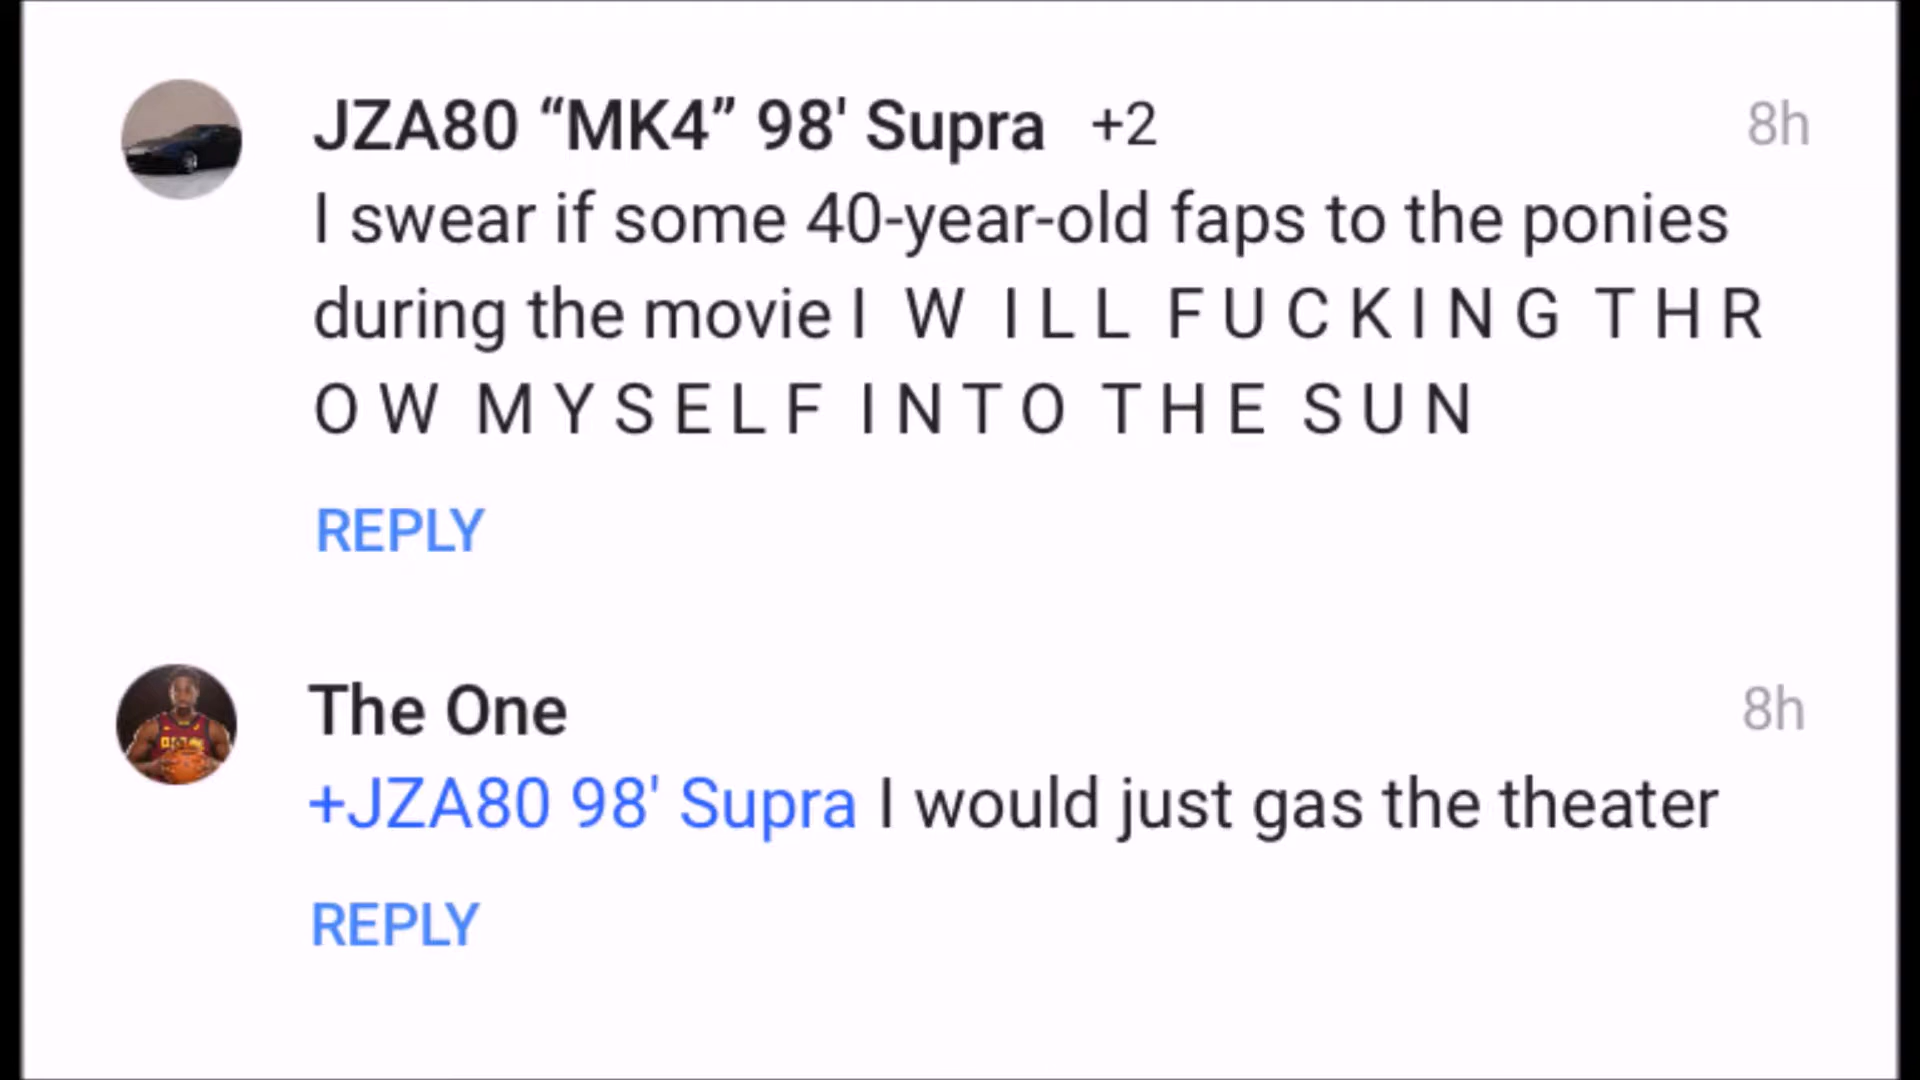 JZA80 “MK4” 98' Supra +2 8h
I swear if some 40-year-old faps to the ponies
during the movie I W I L L F U C K I N G T H R
O W M Y S E L F I N T O T H E S U N
REPLY
The One 8h
+JZA80 98' Supra I would just gas the theater
REPLY